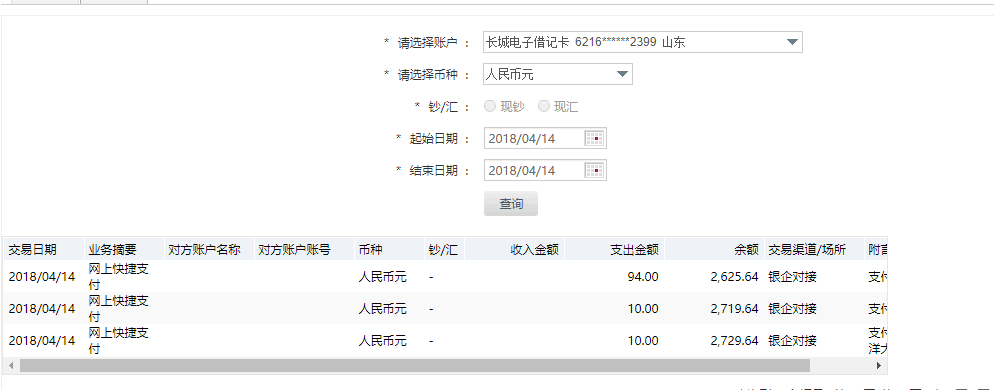 * 请选择账户 ： 长城电子借记卡 6216******2399 山东
* 请选择币种 ： 人民币元
* 钞/汇 ： 现钞 现汇
* 起始日期 ： 2018/04/14
* 结束日期 ： 2018/04/14
查询
交易日期 业务摘要 对方账户名称 对方账户账号 币种 钞/汇 收入金额 支出金额 余额 交易渠道/场所 附言
2018/04/14 网上快捷支付 人民币元 - 94.00 2,625.64 银企对接 支付
2018/04/14 网上快捷支付 人民币元 - 10.00 2,719.64 银企对接 支付
2018/04/14 网上快捷支付 人民币元 - 10.00 2,729.64 银企对接 支付
洋大